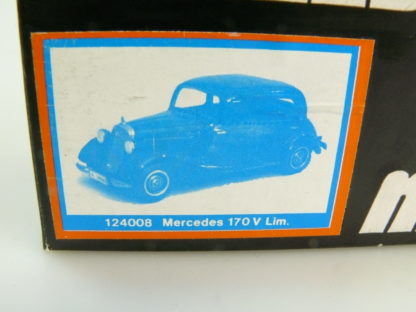 124008 Mercedes 170 V Lim.